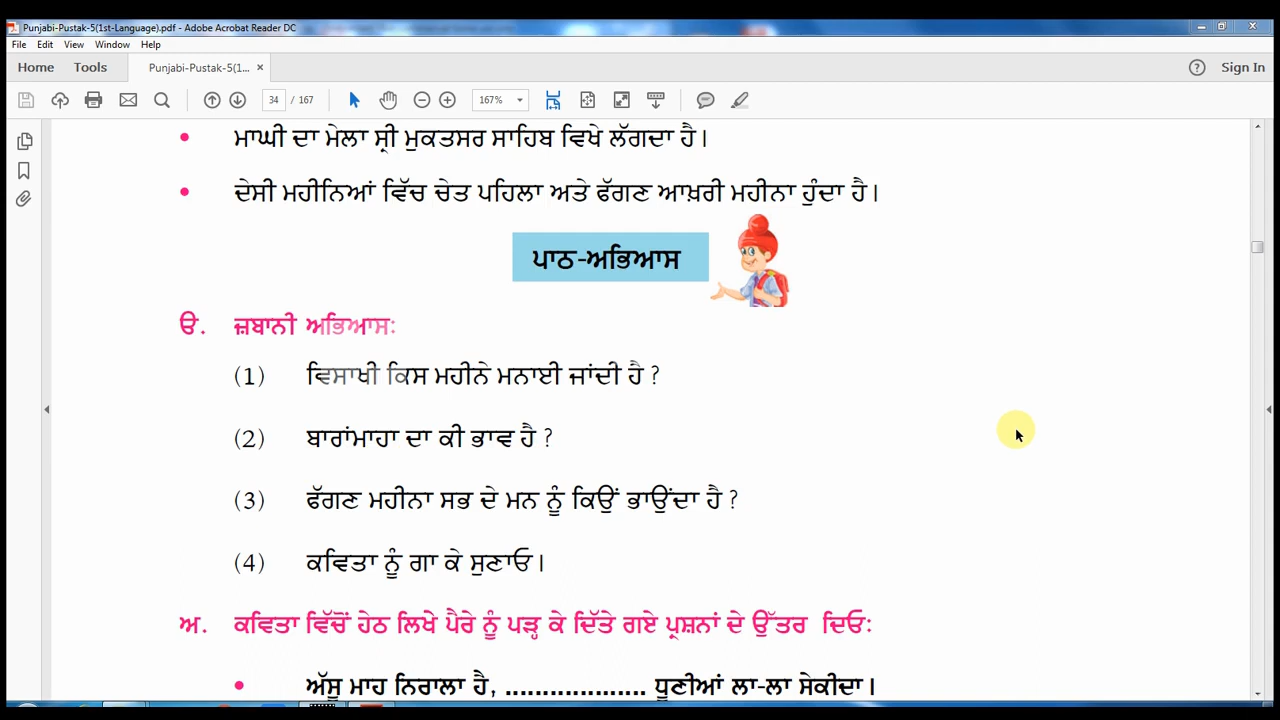 Punjabi-Pustak-5(1st-Language).pdf - Adobe Acrobat Reader DC
File Edit View Window Help
Home Tools Punjabi-Pustak-5(1... × ? Sign In
34 / 167 167%
• ਮਾਘੀ ਦਾ ਮੇਲਾ ਸ੍ਰੀ ਮੁਕਤਸਰ ਸਾਹਿਬ ਵਿਖੇ ਲੱਗਦਾ ਹੈ।
• ਦੇਸੀ ਮਹੀਨਿਆਂ ਵਿੱਚ ਚੇਤ ਪਹਿਲਾ ਅਤੇ ਫੱਗਣ ਆਖ਼ਰੀ ਮਹੀਨਾ ਹੁੰਦਾ ਹੈ।
ਪਾਠ-ਅਭਿਆਸ
ੳ. ਜ਼ਬਾਨੀ ਅਭਿਆਸ:
(1) ਵਿਸਾਖੀ ਕਿਸ ਮਹੀਨੇ ਮਨਾਈ ਜਾਂਦੀ ਹੈ ?
(2) ਬਾਰਾਂਮਾਹਾ ਦਾ ਕੀ ਭਾਵ ਹੈ ?
(3) ਫੱਗਣ ਮਹੀਨਾ ਸਭ ਦੇ ਮਨ ਨੂੰ ਕਿਉਂ ਭਾਉਂਦਾ ਹੈ ?
(4) ਕਵਿਤਾ ਨੂੰ ਗਾ ਕੇ ਸੁਣਾਓ।
ਅ. ਕਵਿਤਾ ਵਿੱਚੋਂ ਹੇਠ ਲਿਖੇ ਪੈਰੇ ਨੂੰ ਪੜ੍ਹ ਕੇ ਦਿੱਤੇ ਗਏ ਪ੍ਰਸ਼ਨਾਂ ਦੇ ਉੱਤਰ ਦਿਓ:
• ਅੱਸੂ ਮਾਹ ਨਿਰਾਲਾ ਹੈ, ................... ਧੂਣੀਆਂ ਲਾ-ਲਾ ਸੇਕੀਦਾ।